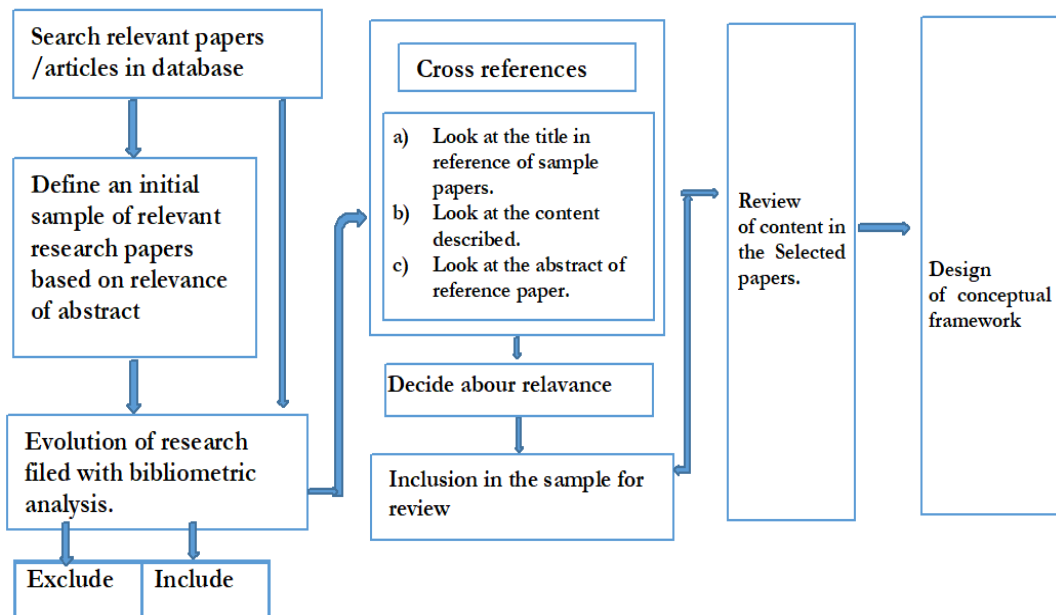 Search relevant papers
/articles in database
Define an initial
sample of relevant
research papers
based on relevance
of abstract
Evolution of research
filed with bibliometric
analysis.
Exclude
Include
Cross references
a) Look at the title in
reference of sample
papers.
b) Look at the content
described.
c) Look at the abstract of
reference paper.
Decide abour relavance
Inclusion in the sample for
review
Review
of content in
the Selected
papers.
Design
of conceptual
framework